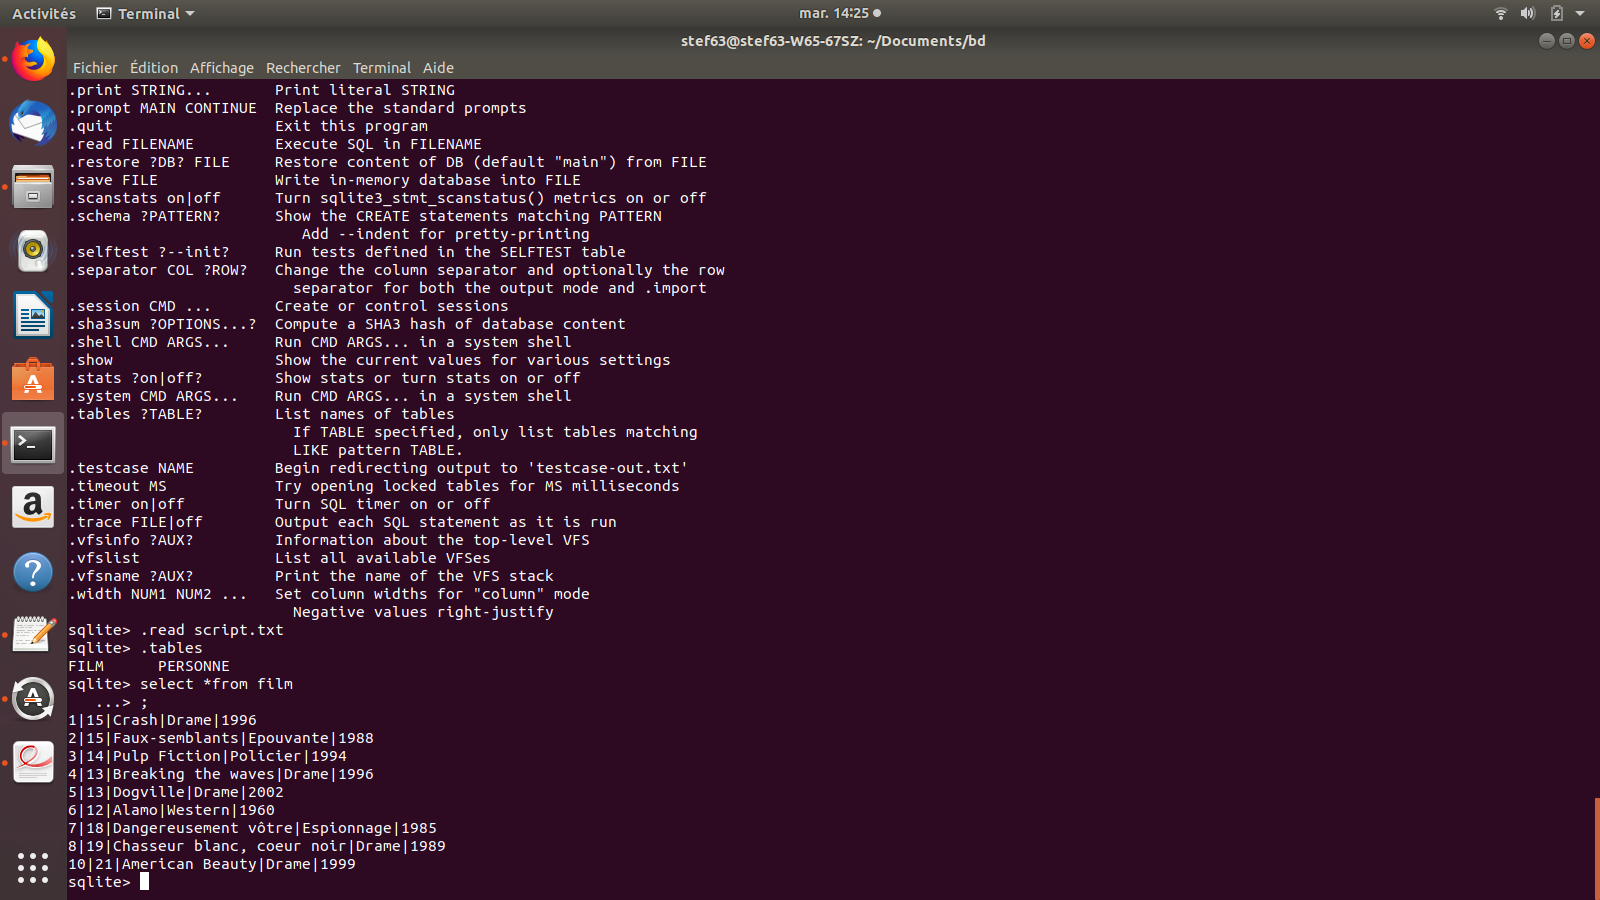 Activités Terminal mar. 14:25
stef63@stef63-W65-67SZ: ~/Documents/bd
Fichier Édition Affichage Rechercher Terminal Aide
.print STRING... Print literal STRING
.prompt MAIN CONTINUE Replace the standard prompts
.quit Exit this program
.read FILENAME Execute SQL in FILENAME
.restore ?DB? FILE Restore content of DB (default "main") from FILE
.save FILE Write in-memory database into FILE
.scanstats on|off Turn sqlite3_stmt_scanstatus() metrics on or off
.schema ?PATTERN? Show the CREATE statements matching PATTERN
Add --indent for pretty-printing
.selftest ?--init? Run tests defined in the SELFTEST table
.separator COL ?ROW? Change the column separator and optionally the row
separator for both the output mode and .import
.session CMD ... Create or control sessions
.sha3sum ?OPTIONS...? Compute a SHA3 hash of database content
.shell CMD ARGS... Run CMD ARGS... in a system shell
.show Show the current values for various settings
.stats ?on|off? Show stats or turn stats on or off
.system CMD ARGS... Run CMD ARGS... in a system shell
.tables ?TABLE? List names of tables
If TABLE specified, only list tables matching
LIKE pattern TABLE.
.testcase NAME Begin redirecting output to 'testcase-out.txt'
.timeout MS Try opening locked tables for MS milliseconds
.timer on|off Turn SQL timer on or off
.trace FILE|off Output each SQL statement as it is run
.vfsinfo ?AUX? Information about the top-level VFS
.vfslist List all available VFSes
.vfsname ?AUX? Print the name of the VFS stack
.width NUM1 NUM2 ... Set column widths for "column" mode
Negative values right-justify
sqlite> .read script.txt
sqlite> .tables
FILM PERSONNE
sqlite> select *from film
...> ;
1|15|Crash|Drame|1996
2|15|Faux-semblants|Epouvante|1988
3|14|Pulp Fiction|Policier|1994
4|13|Breaking the waves|Drame|1996
5|13|Dogville|Drame|2002
6|12|Alamo|Western|1960
7|18|Dangereusement vôtre|Espionnage|1985
8|19|Chasseur blanc, coeur noir|Drame|1989
10|21|American Beauty|Drame|1999
sqlite>